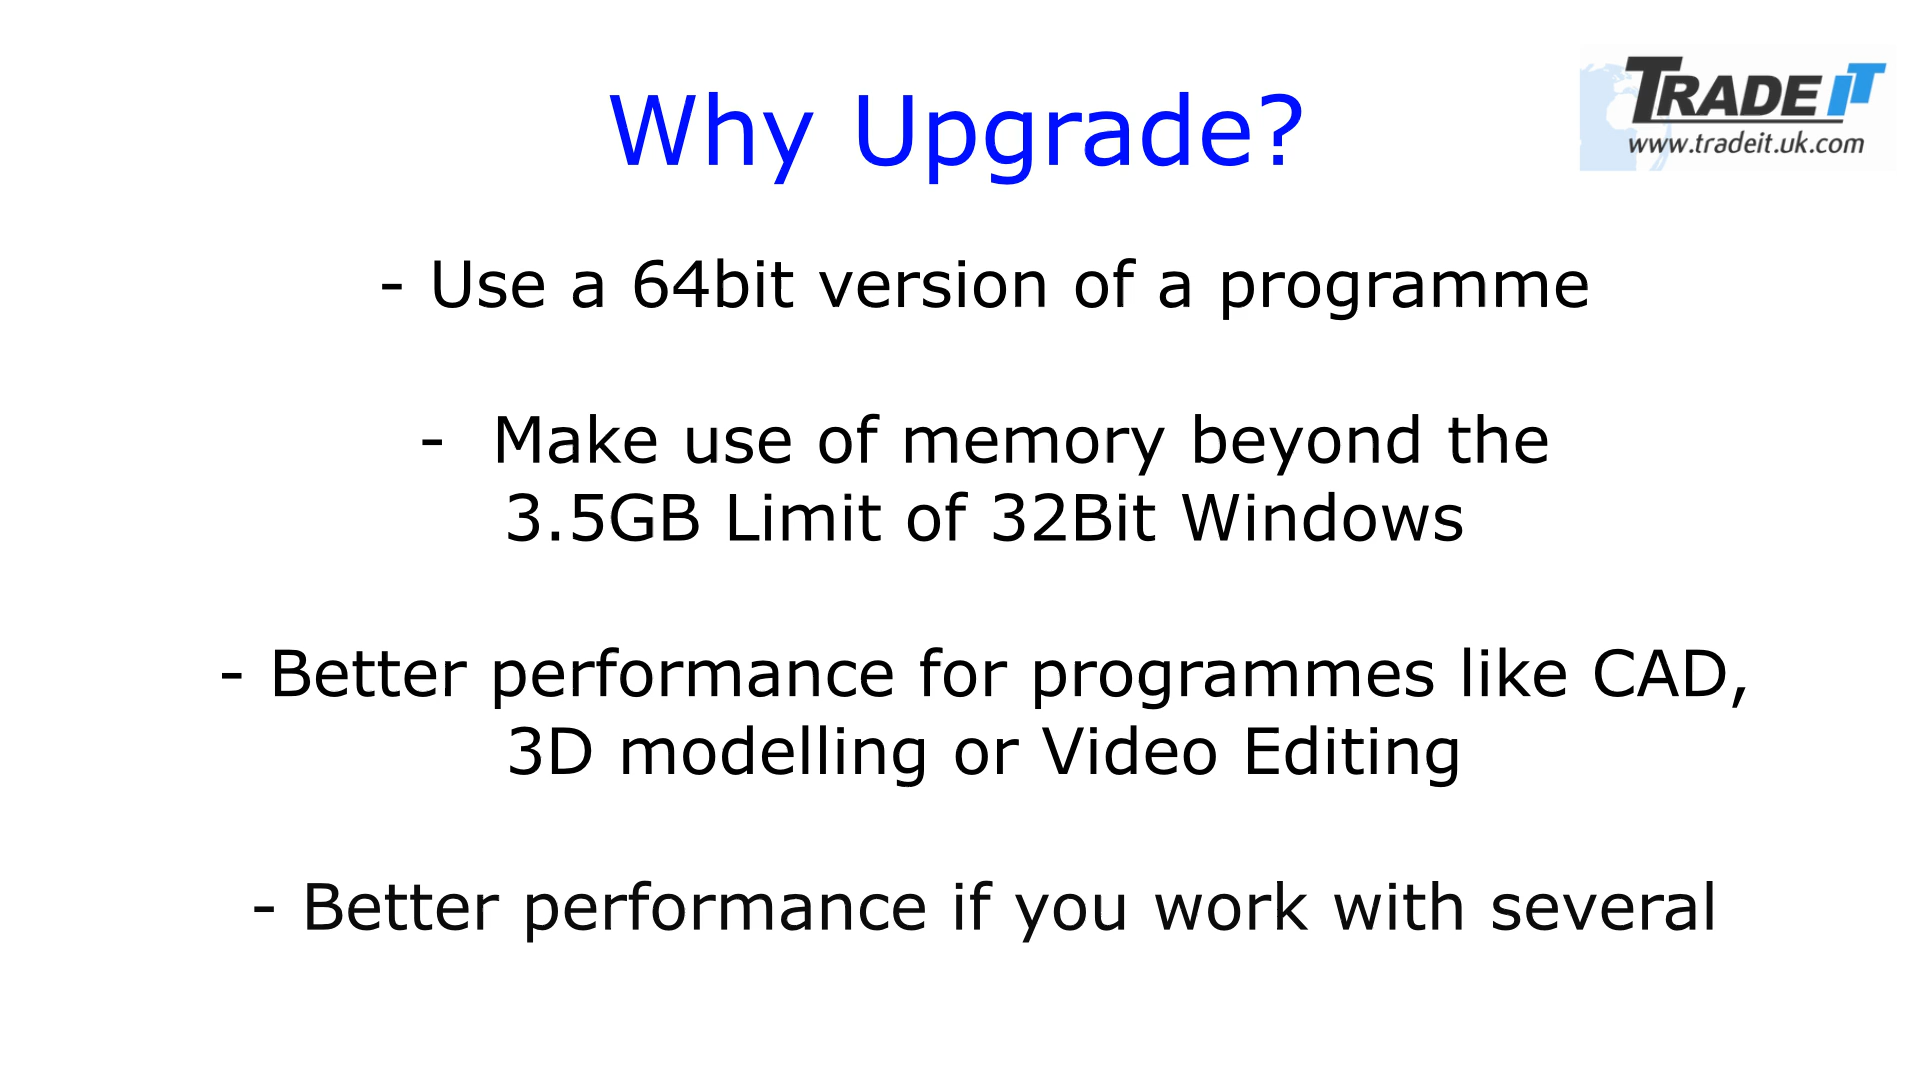 Why Upgrade?
TRADE IT
www.tradeit.uk.com
- Use a 64bit version of a programme
- Make use of memory beyond the
3.5GB Limit of 32Bit Windows
- Better performance for programmes like CAD,
3D modelling or Video Editing
- Better performance if you work with several